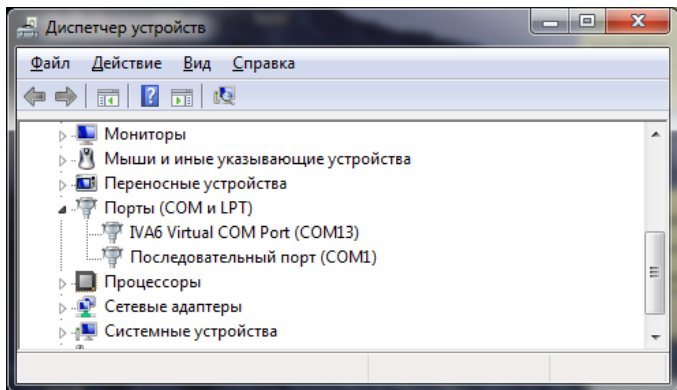 Диспетчер устройств
Файл Действие Вид Справка
Мониторы
Мыши и иные указывающие устройства
Переносные устройства
Порты (COM и LPT)
IVA6 Virtual COM Port (COM13)
Последовательный порт (COM1)
Процессоры
Сетевые адаптеры
Системные устройства